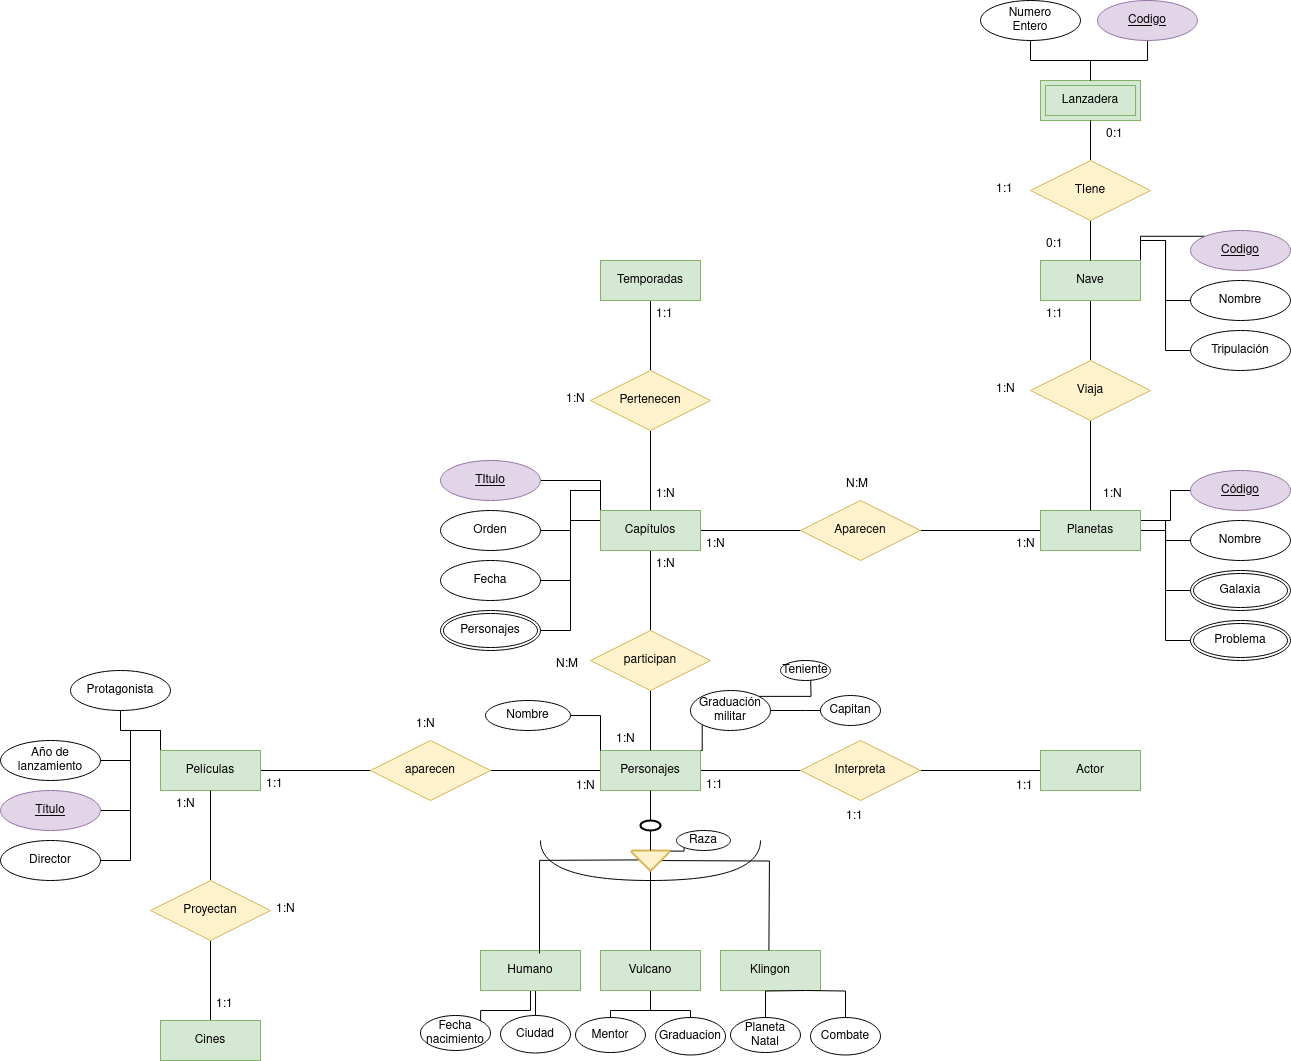 Numero
Entero
Codigo
Lanzadera
0:1
1:1
TIene
0:1
Codigo
Temporadas
Nave
Nombre
1:1
1:1
Tripulación
1:N
Pertenecen
1:N
Viaja
TItulo
N:M
Código
1:N
1:N
Orden
Capítulos
Aparecen
Planetas
Nombre
1:N
1:N
1:N
Fecha
Galaxia
Personajes
Problema
N:M
participan
Teniente
Protagonista
Nombre
Graduación
militar
Capitan
1:N
1:N
Año de
lanzamiento
Películas
aparecen
Personajes
Interpreta
Actor
1:1
1:N
1:1
1:1
1:N
Título
1:1
Raza
Director
Proyectan
1:N
Humano
Vulcano
Klingon
1:1
Fecha
nacimiento
Ciudad
Mentor
Graduacion
Planeta
Natal
Combate
Cines